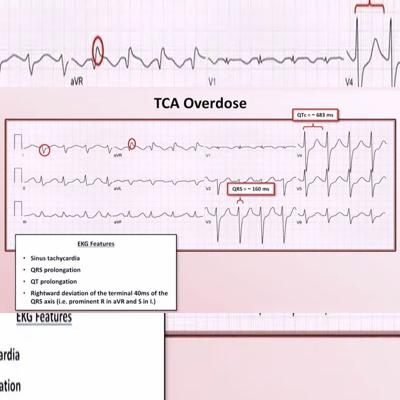 aVR V1 V4
TCA Overdose
QTc = ~ 683 ms
I aVR V1 V4
QRS = ~ 160 ms
II aVL V2 V5
III aVF V3 V6
EKG Features
• Sinus tachycardia
• QRS prolongation
• QT prolongation
• Rightward deviation of the terminal 40ms of the
QRS axis (i.e. prominent R in aVR and S in I.)
EKG Features
ardia
ation